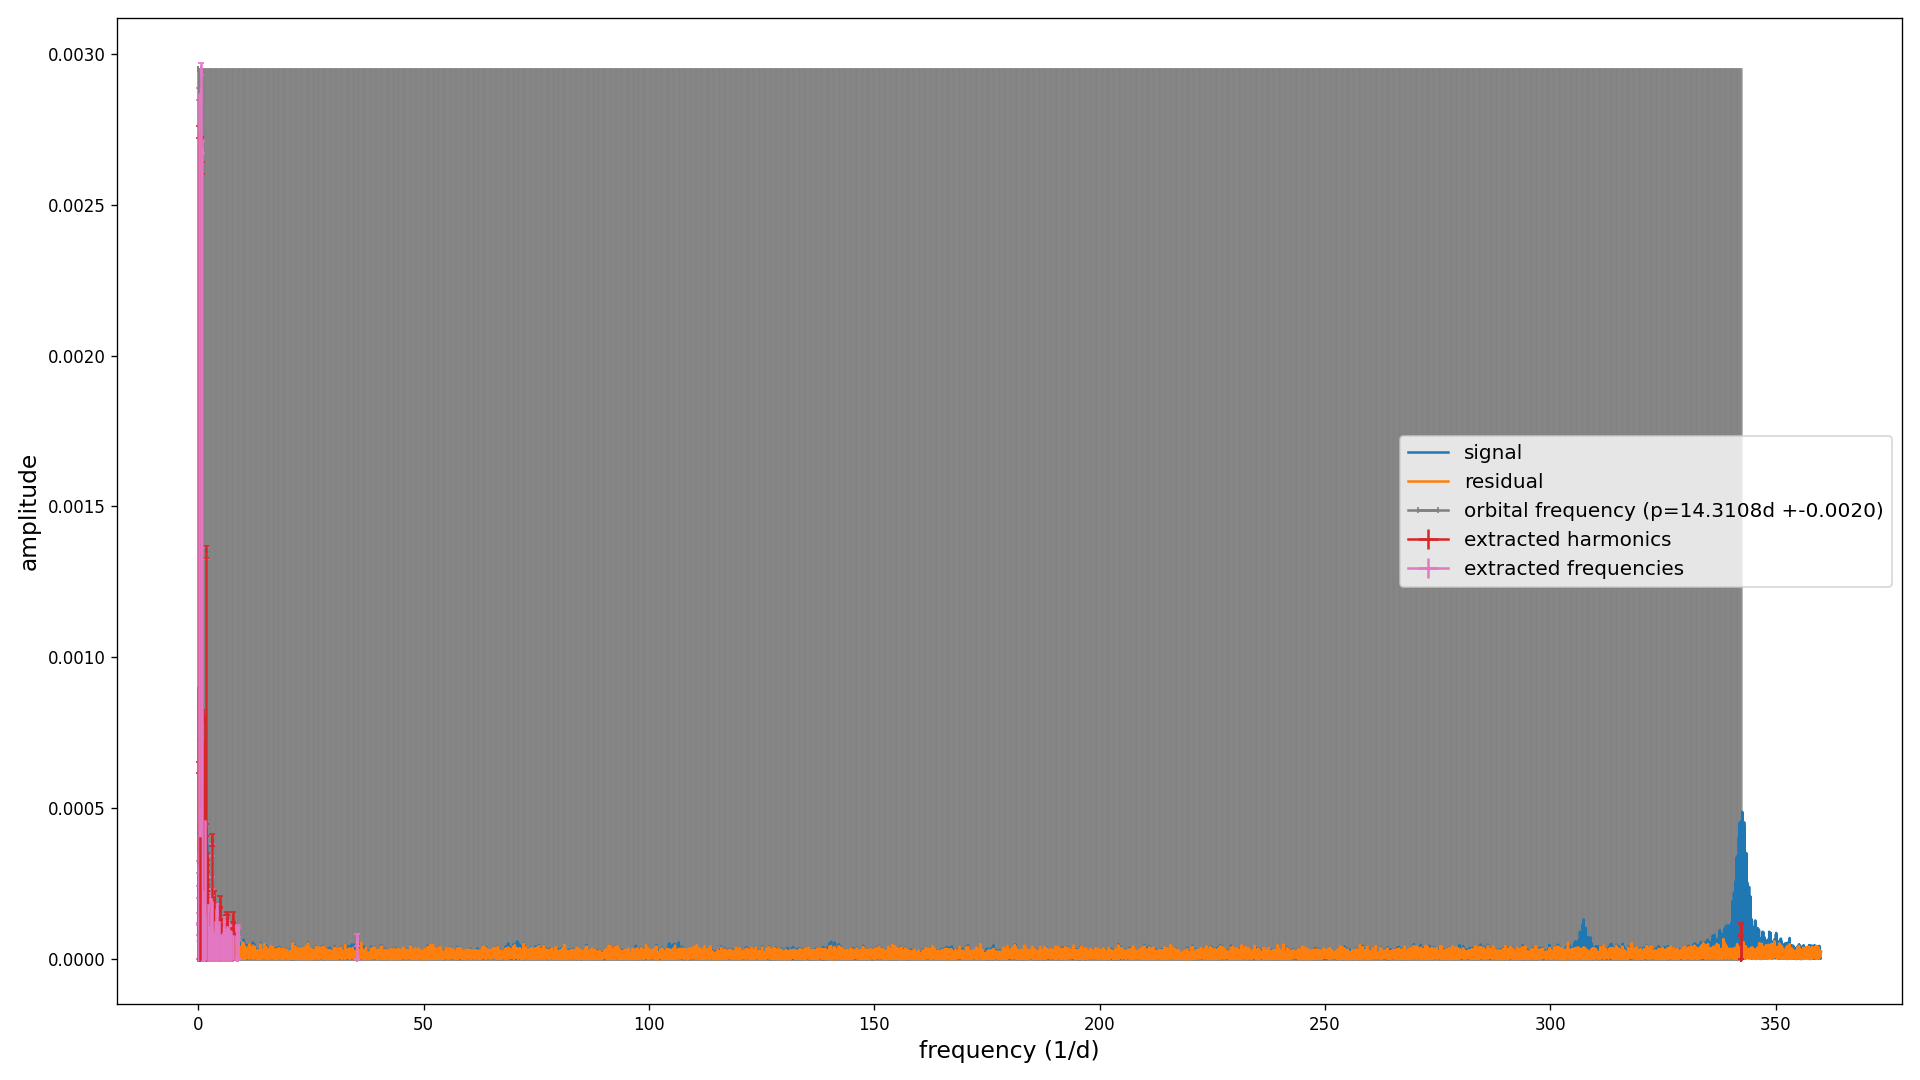 0.0030
0.0025
0.0020
0.0015
0.0010
0.0005
0.0000
amplitude
signal
residual
orbital frequency (p=14.3108d +-0.0020)
extracted harmonics
extracted frequencies
0 50 100 150 200 250 300 350
frequency (1/d)